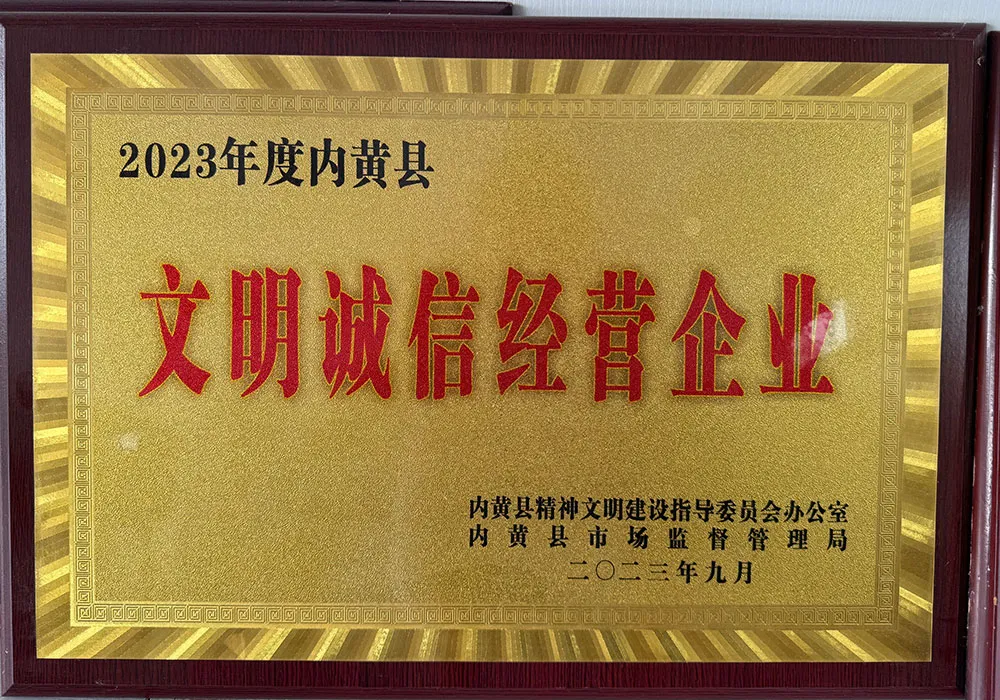 2023年度内黄县
文明诚信经营企业
内黄县精神文明建设指导委员会办公室
内黄县市场监督管理局
二〇二三年九月